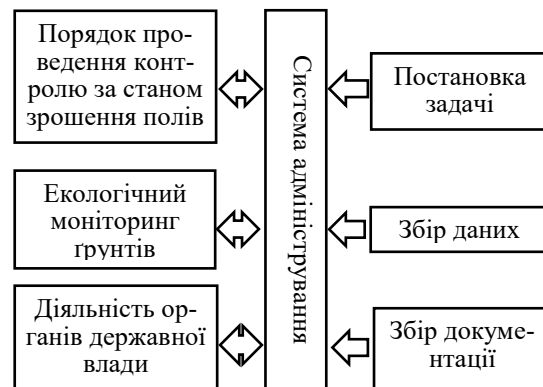 Порядок про-
ведення конт-
ролю за станом
зрошення полів
Екологічний
моніторинг
ґрунтів
Діяльність ор-
ганів державної
влади
Система адміністрування
Постановка
задачі
Збір даних
Збір докуме-
нтації